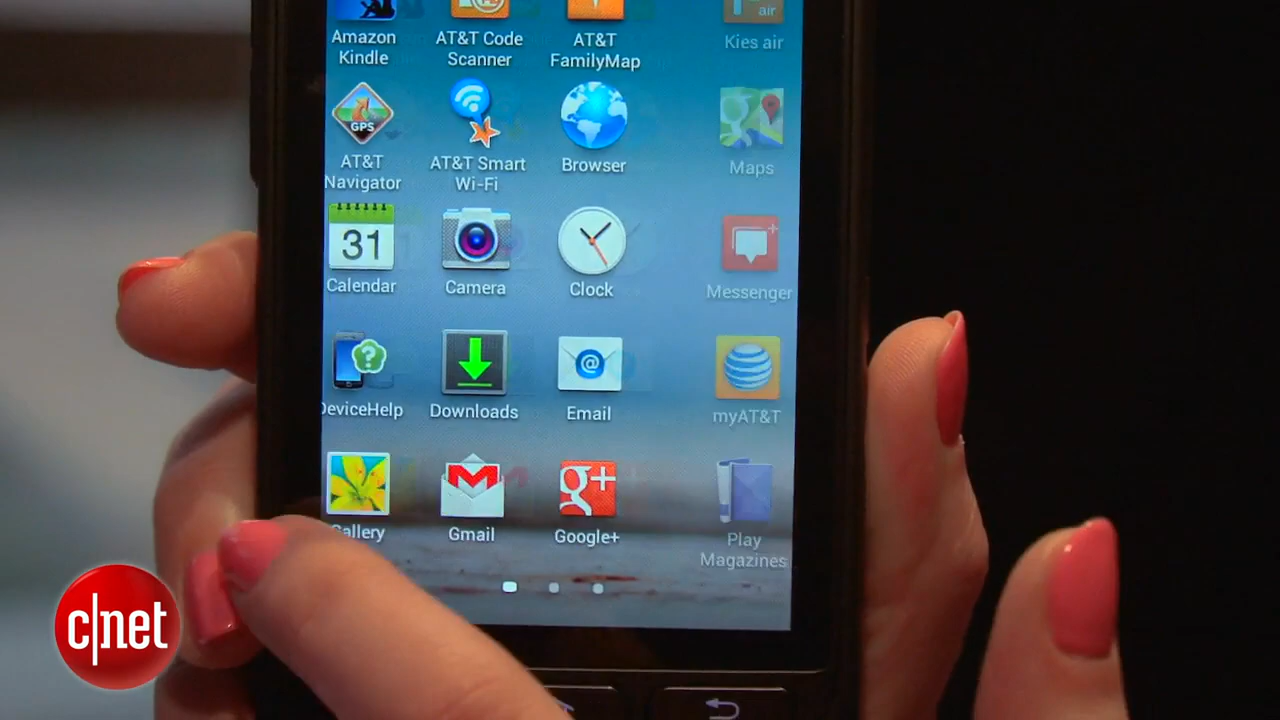 air
Amazon
Kindle
AT&T Code
Scanner
AT&T
FamilyMap
Kies air
GPS
AT&T
Navigator
AT&T Smart
Wi-Fi
Browser
Maps
31
Calendar
Camera
Clock
Messenger
?
@
DeviceHelp
Downloads
Email
myAT&T
M
g+
Gallery
Gmail
Google+
Play
Magazines
c|net